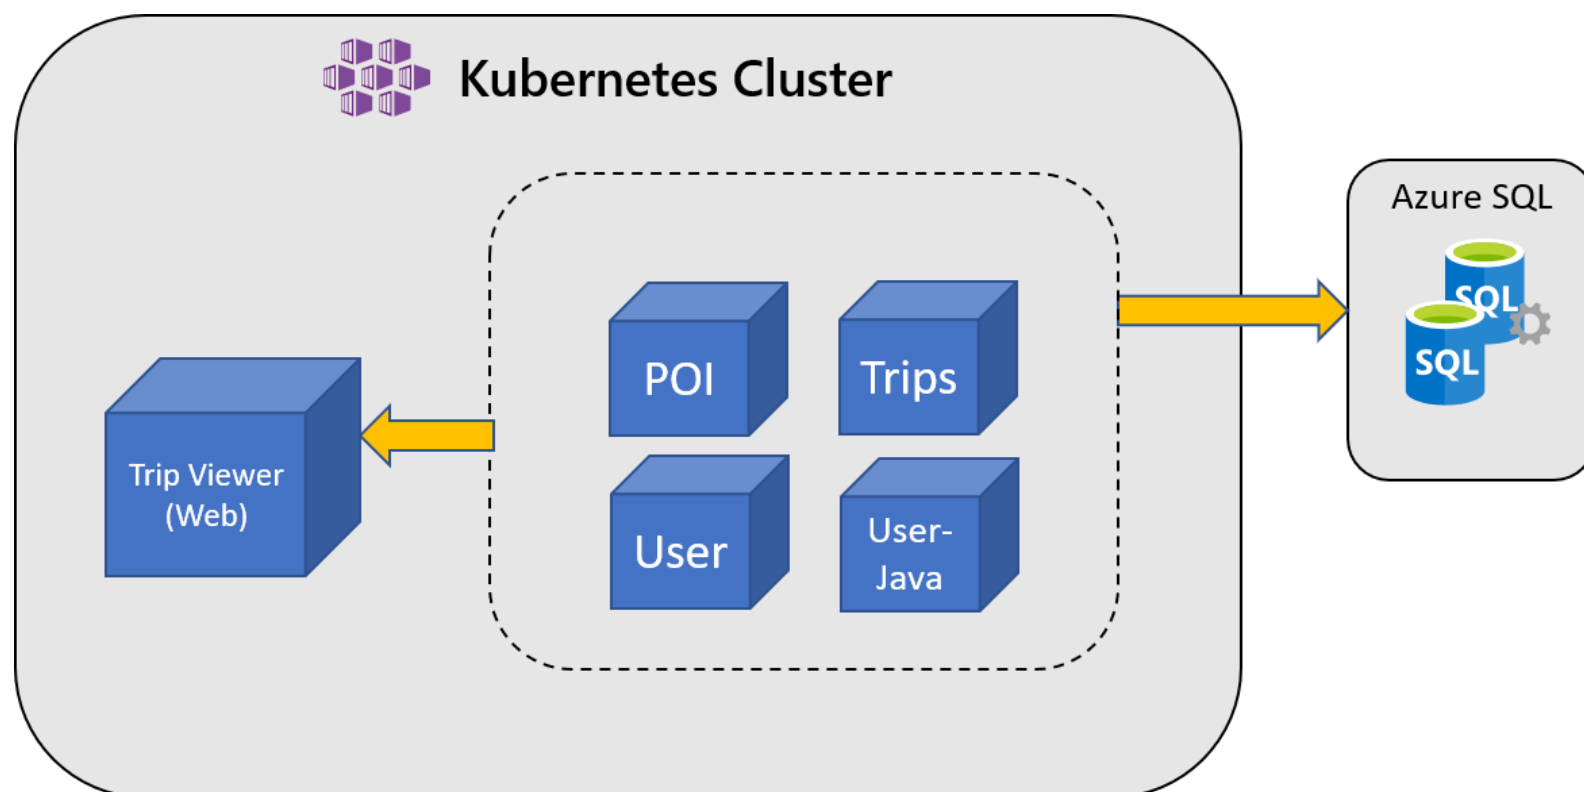 Kubernetes Cluster
Azure SQL
SQL
SQL
POI
Trips
Trip Viewer
(Web)
User
User-
Java